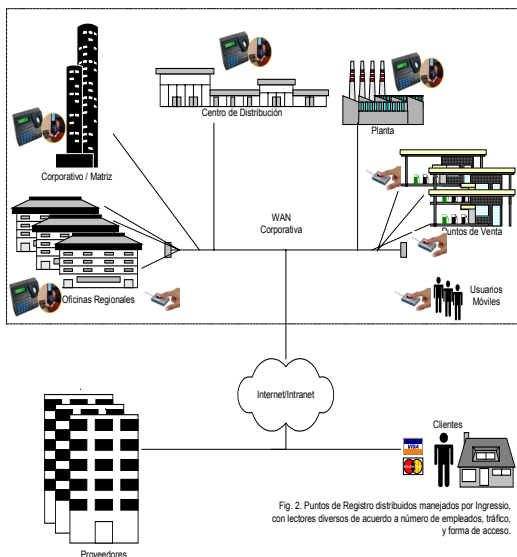 Centro de Distribución
Planta
Corporativo / Matriz
WAN
Corporativa
Puntos de Venta
Oficinas Regionales
Usuarios
Móviles
Internet/Intranet
Clientes
VISA
Proveedores
Fig. 2. Puntos de Registro distribuidos manejados por Ingressio,
con lectores diversos de acuerdo a número de empleados, tráfico,
y forma de acceso.